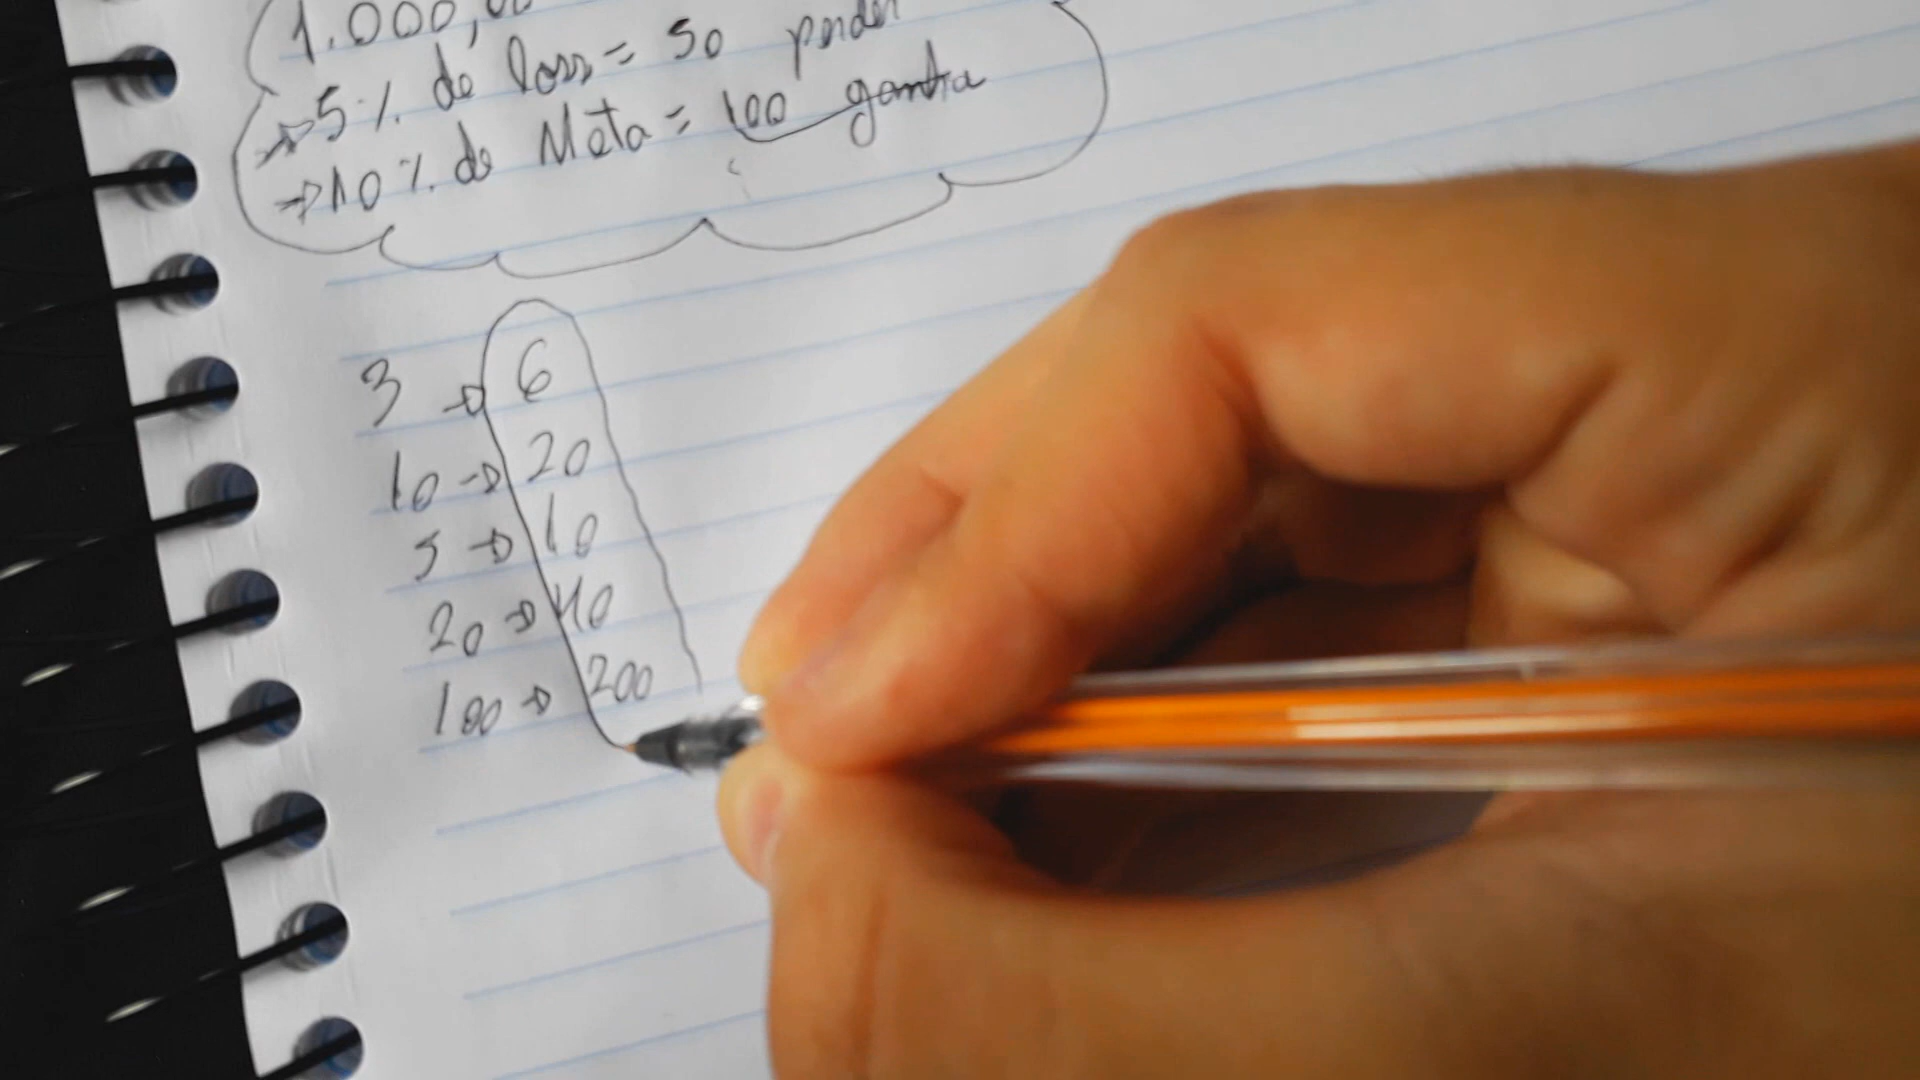 1.000,00
→ 5% de loss = 50 perder
→ 10% de Meta = 100 ganha
3 → 6
10 → 20
5 → 10
20 → 40
100 → 200